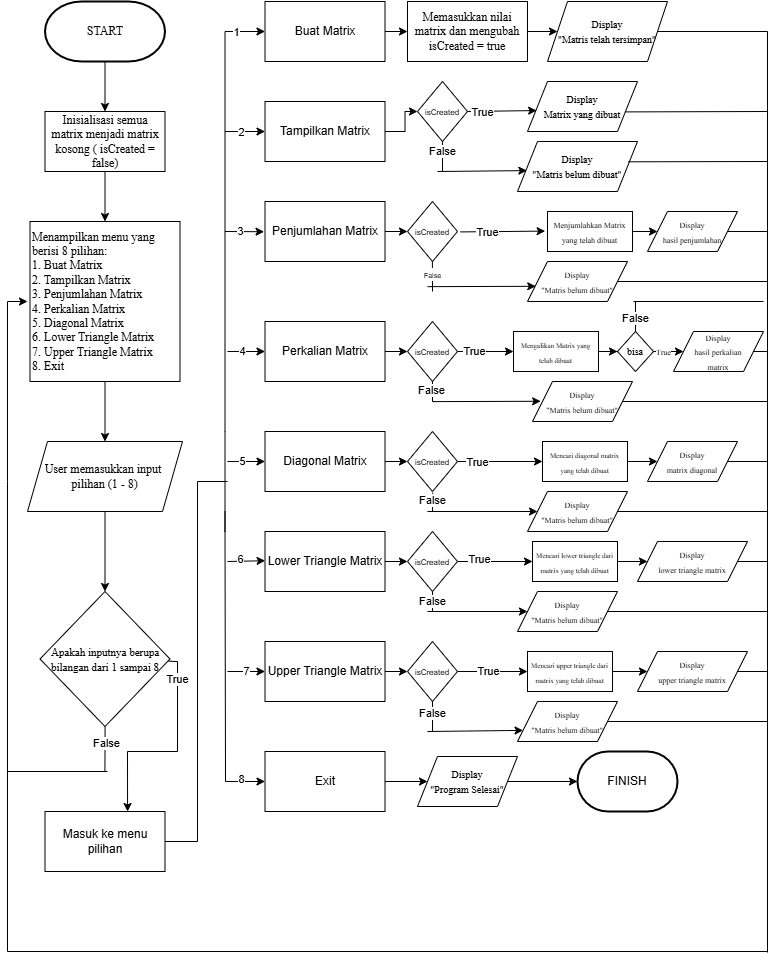 START
Inisialisasi semua
matrix menjadi matrix
kosong ( isCreated =
false)
Menampilkan menu yang
berisi 8 pilihan:
1. Buat Matrix
2. Tampilkan Matrix
3. Penjumlahan Matrix
4. Perkalian Matrix
5. Diagonal Matrix
6. Lower Triangle Matrix
7. Upper Triangle Matrix
8. Exit
User memasukkan input
pilihan (1 - 8)
Apakah inputnya berupa
bilangan dari 1 sampai 8
True
False
Masuk ke menu
pilihan
1
Buat Matrix
Memasukkan nilai
matrix dan mengubah
isCreated = true
Display
"Matris telah tersimpan"
2
Tampilkan Matrix
isCreated
True
Display
Matrix yang dibuat
False
Display
"Matris belum dibuat"
3
Penjumlahan Matrix
isCreated
True
Menjumlahkan Matrix
yang telah dibuat
Display
hasil penjumlahan
False
Display
"Matris belum dibuat"
4
Perkalian Matrix
isCreated
True
Mengalikan Matrix yang
telah dibuat
bisa
False
True
Display
hasil perkalian
matrix
False
Display
"Matris belum dibuat"
5
Diagonal Matrix
isCreated
True
Mencari diagonal matrix
yang telah dibuat
Display
matrix diagonal
False
Display
"Matris belum dibuat"
6
Lower Triangle Matrix
isCreated
True
Mencari lower triangle dari
matrix yang telah dibuat
Display
lower triangle matrix
False
Display
"Matris belum dibuat"
7
Upper Triangle Matrix
isCreated
True
Mencari upper triangle dari
matrix yang telah dibuat
Display
upper triangle matrix
False
Display
"Matris belum dibuat"
8
Exit
Display
"Program Selesai"
FINISH